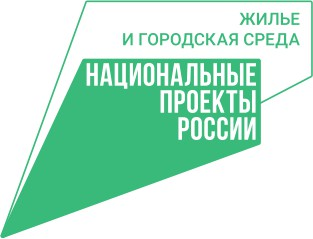 ЖИЛЬЕ
И ГОРОДСКАЯ СРЕДА
НАЦИОНАЛЬНЫЕ
ПРОЕКТЫ
РОССИИ